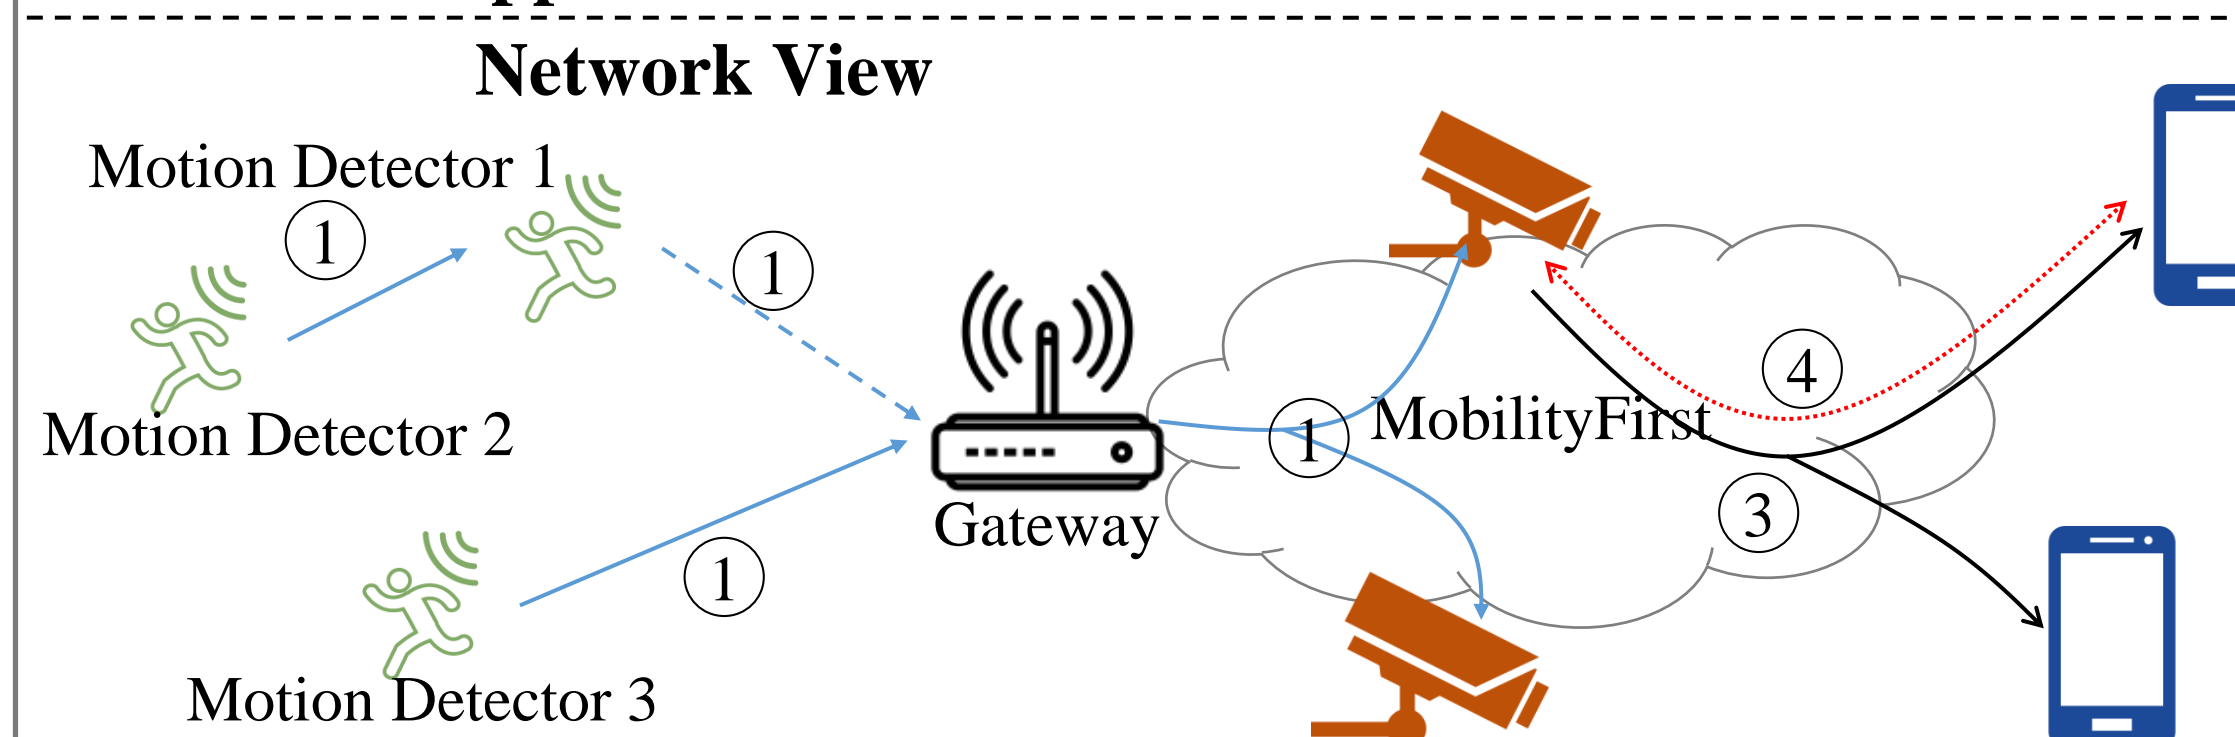 Network View
Motion Detector 1
1
1
Motion Detector 2
4
MobilityFirst
1
3
Gateway
1
Motion Detector 3